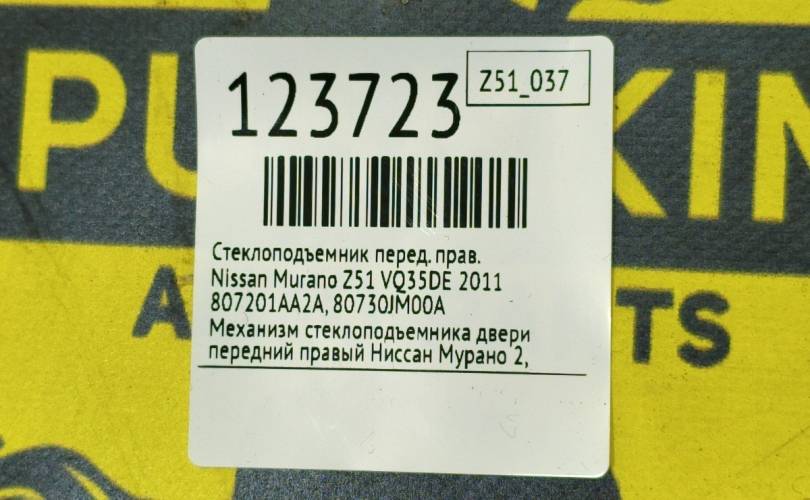 123723
Z51_037
Стеклоподъемник перед. прав.
Nissan Murano Z51 VQ35DE 2011
807201AA2A, 80730JM00A
Механизм стеклоподъемника двери
передний правый Ниссан Мурано 2,